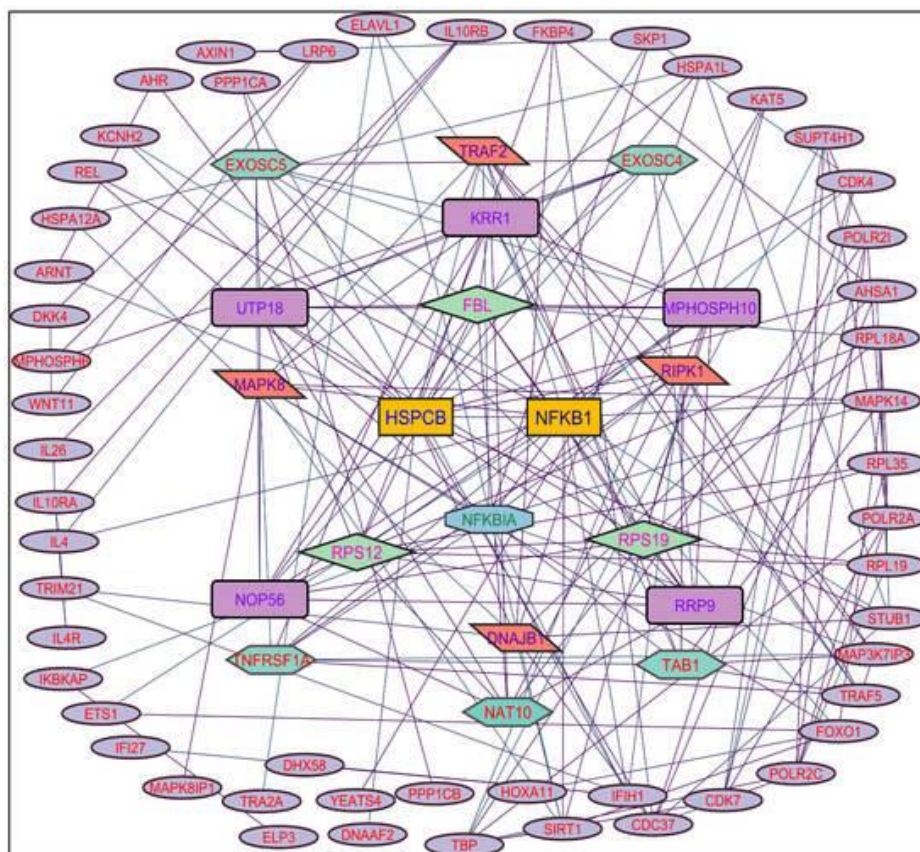 ELAVL1
IL10RB
FKBP4
SKP1
AXIN1
LRP6
HSPA1L
AHR
PPP1CA
KAT5
KCNH2
SUPT4H1
TRAF2
EXOSC5
EXOSC4
REL
CDK4
HSPA12A
KRR1
POLR2I
ARNT
AHSA1
DKK4
UTP18
FBL
MPHOSPH10
RPL18A
MPHOSPH6
MAPK8
RIPK1
WNT11
HSPCB
NFKB1
MAPK14
IL26
RPL35
IL10RA
NFKBIA
POLR2A
IL4
RPS12
RPS19
RPL19
TRIM21
NOP56
RRP9
STUB1
IL4R
DNAJB1
MAP3K7IP3
TNFRSF1A
TAB1
IKBKAP
TRAF5
ETS1
NAT10
FOXO1
IFI27
DHX58
POLR2C
MAPK8IP1
PPP1CB
HOXA11
IFIH1
CDK7
TRA2A
YEATS4
SIRT1
CDC37
ELP3
DNAAF2
TBP